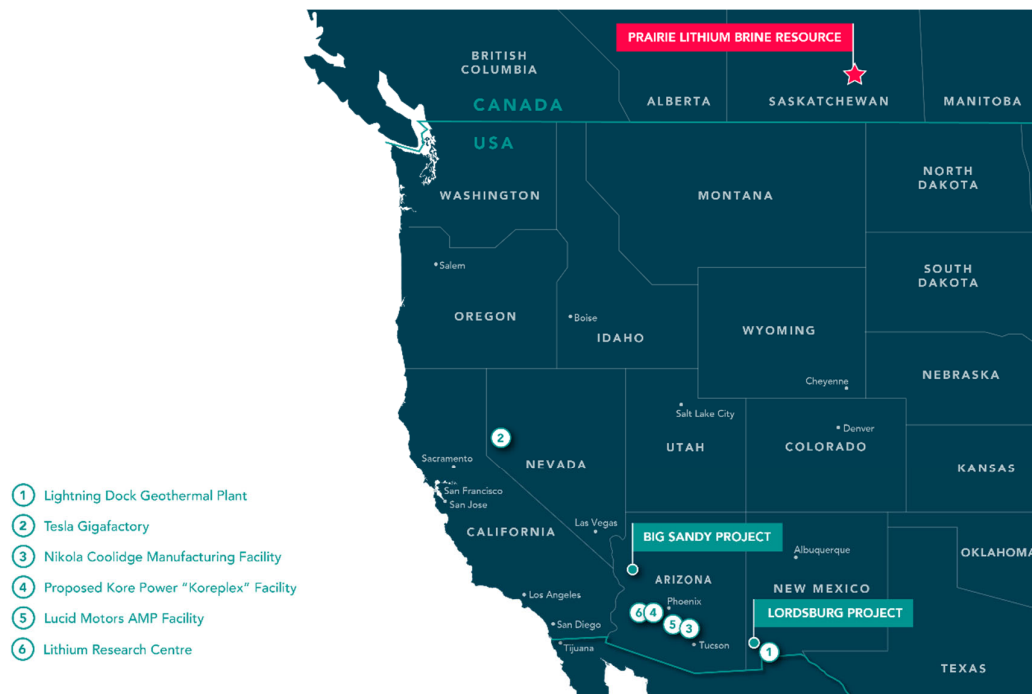 PRAIRIE LITHIUM BRINE RESOURCE
BRITISH
COLUMBIA
CANADA
ALBERTA
SASKATCHEWAN
MANITOBA
USA
WASHINGTON
MONTANA
NORTH
DAKOTA
Salem
SOUTH
DAKOTA
OREGON
Boise
IDAHO
WYOMING
Cheyenne
NEBRASKA
Salt Lake City
Denver
2
UTAH
COLORADO
Sacramento
NEVADA
KANSAS
San Francisco
San Jose
CALIFORNIA
Las Vegas
BIG SANDY PROJECT
Albuquerque
OKLAHOMA
ARIZONA
NEW MEXICO
Los Angeles
Phoenix
6
4
LORDSBURG PROJECT
San Diego
5
3
Tijuana
Tucson
1
TEXAS
1 Lightning Dock Geothermal Plant
2 Tesla Gigafactory
3 Nikola Coolidge Manufacturing Facility
4 Proposed Kore Power “Koreplex” Facility
5 Lucid Motors AMP Facility
6 Lithium Research Centre